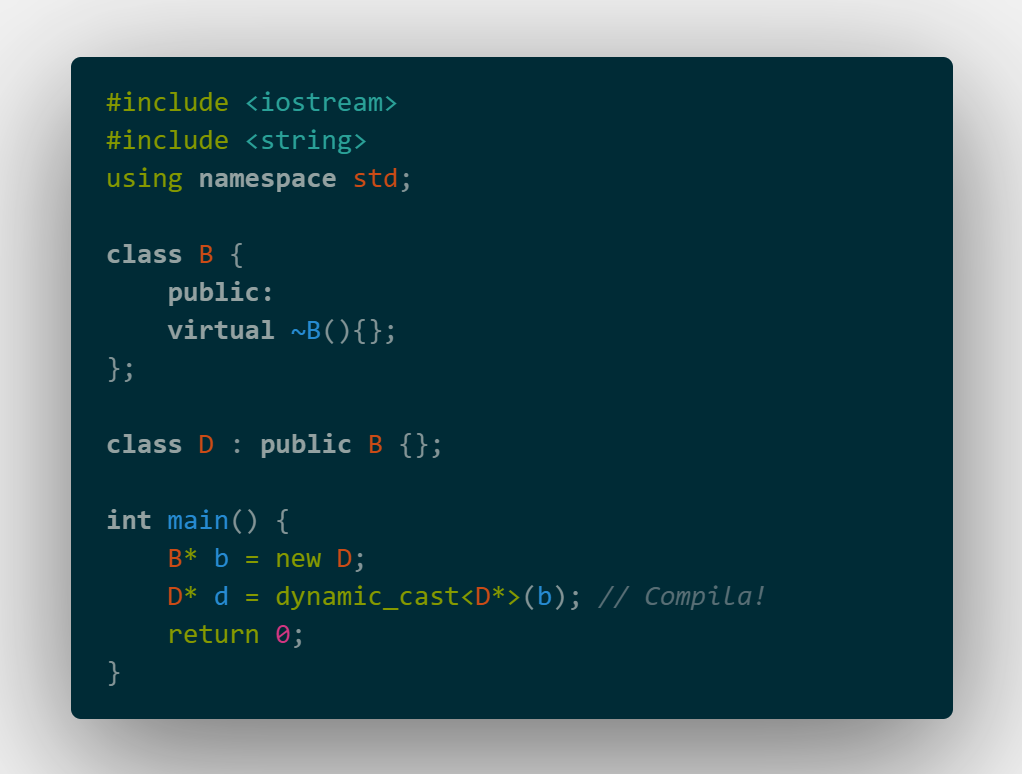 #include <iostream>
#include <string>
using namespace std;
class B {
    public:
    virtual ~B(){};
};
class D : public B {};
int main() {
    B* b = new D;
    D* d = dynamic_cast<D*>(b); // Compila!
    return 0;
}